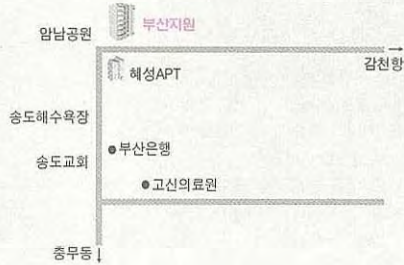 부산지원
암남공원
감천항
혜성APT
송도해수욕장
부산은행
송도교회
고신의료원
충무동